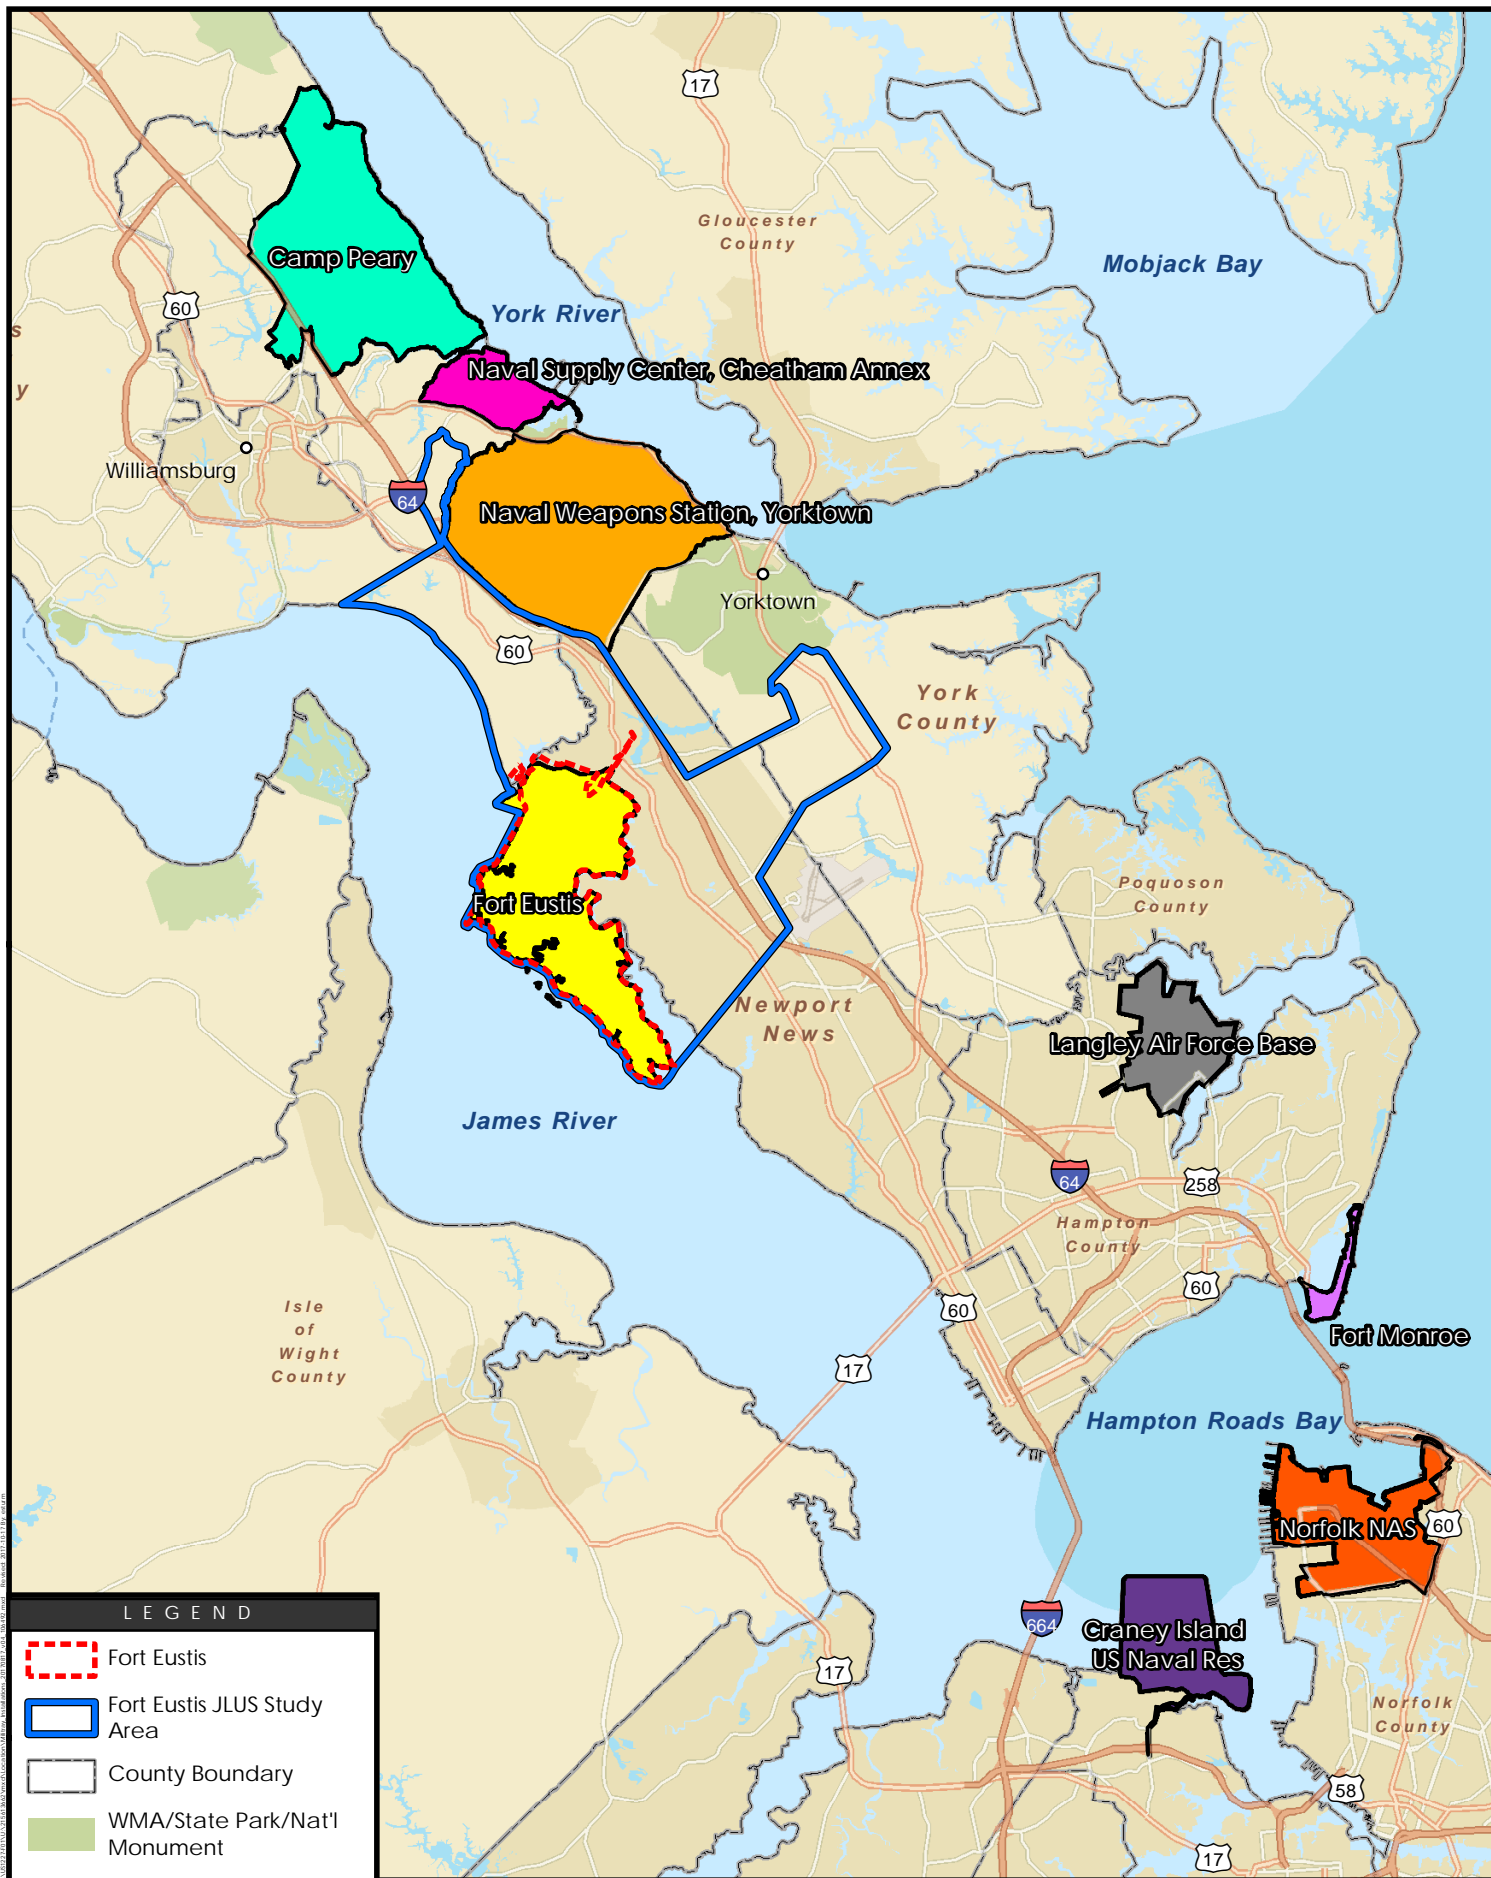 17
Gloucester
County
Mobjack Bay
Camp Peary
60
York River
s
y
Naval Supply Center, Cheatham Annex
Williamsburg
64
Naval Weapons Station, Yorktown
Yorktown
60
York
County
Poquoson
County
Fort Eustis
Newport
News
Langley Air Force Base
James River
64
258
Hampton
County
60
60
Isle
of
Wight
County
Fort Monroe
17
Hampton Roads Bay
Norfolk NAS
60
664
Craney Island
US Naval Res
17
Norfolk
County
58
17
LEGEND
Fort Eustis
Fort Eustis JLUS Study
Area
County Boundary
WMA/State Park/Nat'l
Monument